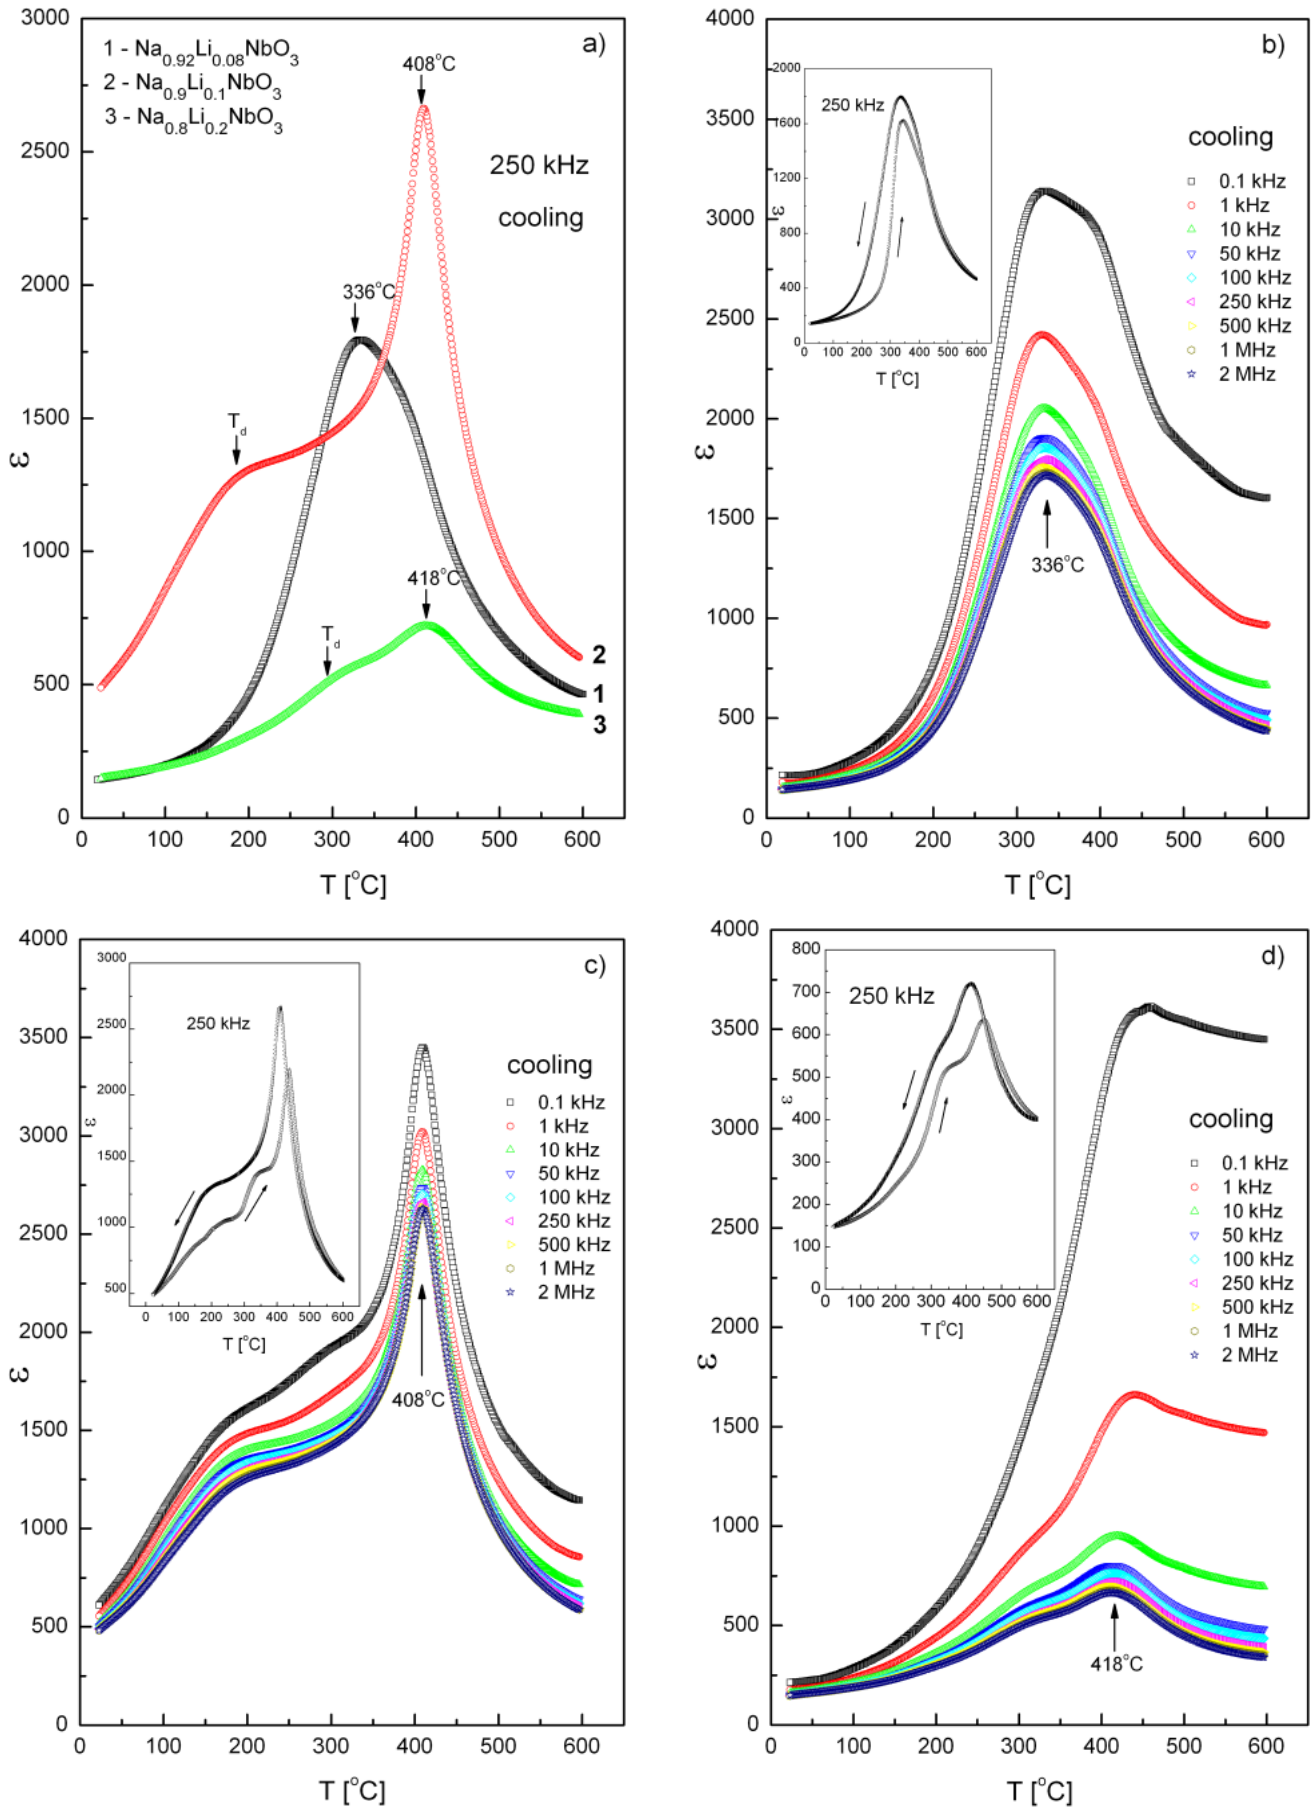 a)
1 - Na0.92Li0.08NbO3
2 - Na0.9Li0.1NbO3
3 - Na0.8Li0.2NbO3
250 kHz
cooling
408°C
336°C
Td
418°C
Td
2
1
3
3000
2500
2000
1500
1000
500
0
ε
0 100 200 300 400 500 600
T [°C]
b)
4000
3500
3000
2500
2000
1500
1000
500
0
ε
0 100 200 300 400 500 600
T [°C]
cooling
0.1 kHz
1 kHz
10 kHz
50 kHz
100 kHz
250 kHz
500 kHz
1 MHz
2 MHz
336°C
250 kHz
2000
1600
1200
800
400
0
ε
0 100 200 300 400 500 600
T [°C]
c)
4000
3500
3000
2500
2000
1500
1000
500
0
ε
0 100 200 300 400 500 600
T [°C]
cooling
0.1 kHz
1 kHz
10 kHz
50 kHz
100 kHz
250 kHz
500 kHz
1 MHz
2 MHz
408°C
250 kHz
3000
2500
2000
1500
1000
500
ε
0 100 200 300 400 500 600
T [°C]
d)
4000
3500
3000
2500
2000
1500
1000
500
0
ε
0 100 200 300 400 500 600
T [°C]
cooling
0.1 kHz
1 kHz
10 kHz
50 kHz
100 kHz
250 kHz
500 kHz
1 MHz
2 MHz
418°C
250 kHz
800
700
600
500
400
300
200
100
0
ε
0 100 200 300 400 500 600
T [°C]